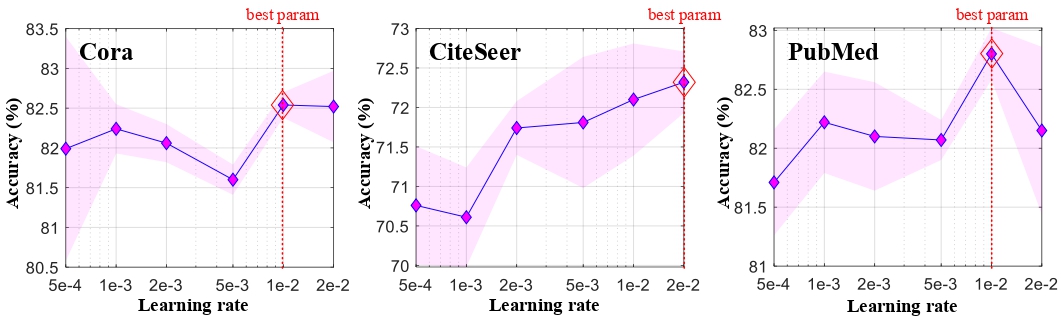 best param
Cora
Accuracy (%)
83.5
83
82.5
82
81.5
81
80.5
5e-4 1e-3 2e-3 5e-3 1e-2 2e-2
Learning rate
best param
CiteSeer
Accuracy (%)
73
72.5
72
71.5
71
70.5
70
5e-4 1e-3 2e-3 5e-3 1e-2 2e-2
Learning rate
best param
PubMed
Accuracy (%)
83
82.5
82
81.5
81
5e-4 1e-3 2e-3 5e-3 1e-2 2e-2
Learning rate